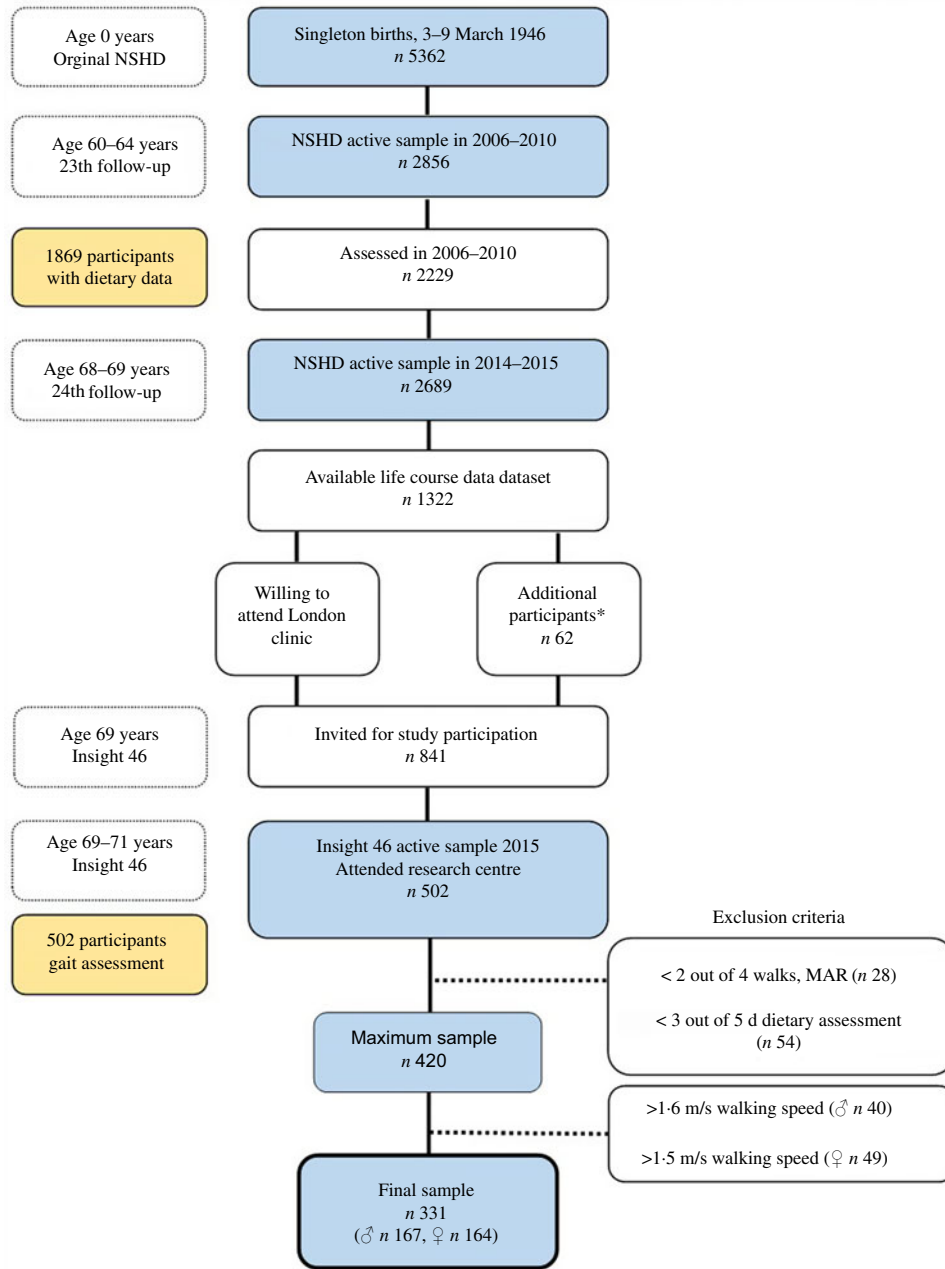 Age 0 years
Orginal NSHD
Singleton births, 3–9 March 1946
n 5362
Age 60–64 years
23th follow-up
NSHD active sample in 2006–2010
n 2856
1869 participants
with dietary data
Assessed in 2006–2010
n 2229
Age 68–69 years
24th follow-up
NSHD active sample in 2014–2015
n 2689
Available life course data dataset
n 1322
Willing to
attend London
clinic
Additional
participants*
n 62
Age 69 years
Insight 46
Invited for study participation
n 841
Age 69–71 years
Insight 46
Insight 46 active sample 2015
Attended research centre
n 502
502 participants
gait assessment
Exclusion criteria
< 2 out of 4 walks, MAR (n 28)
< 3 out of 5 d dietary assessment
(n 54)
Maximum sample
n 420
>1·6 m/s walking speed (♂ n 40)
>1·5 m/s walking speed (♀ n 49)
Final sample
n 331
(♂ n 167, ♀ n 164)